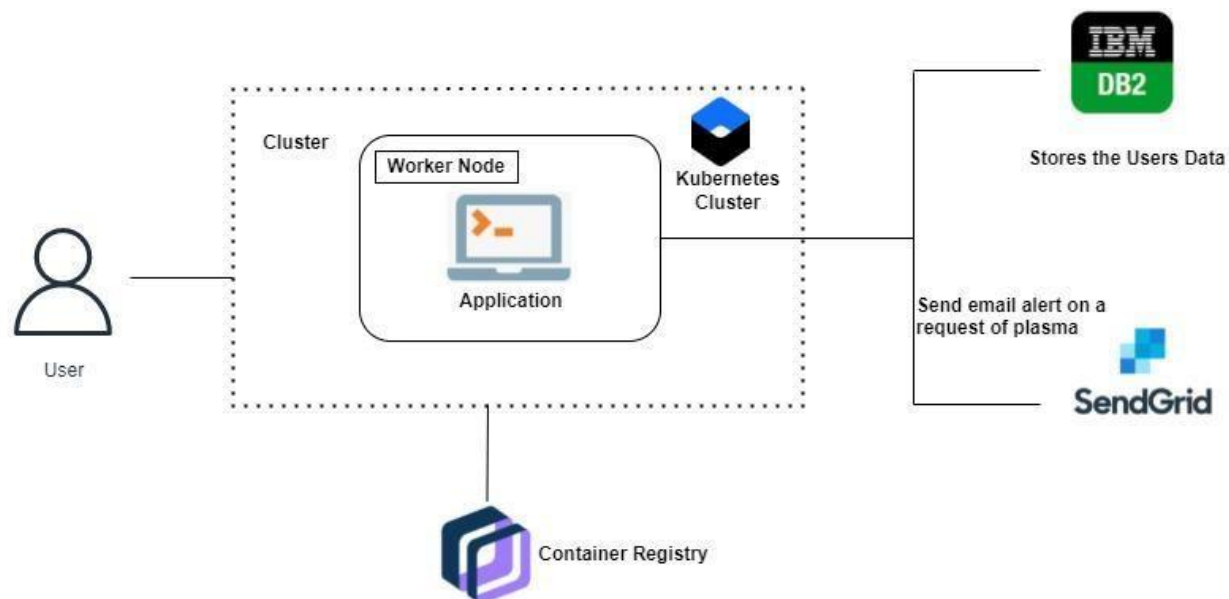 IBM
DB2
Stores the Users Data
Cluster
Worker Node
Kubernetes
Cluster
Application
User
Send email alert on a
request of plasma
SendGrid
Container Registry